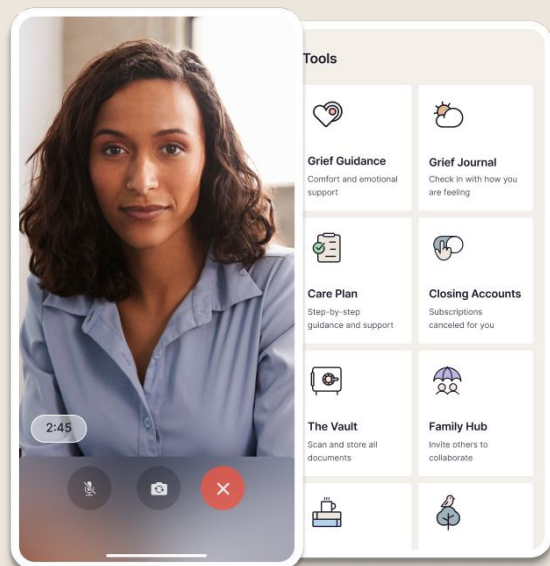 2:45
Tools
Grief Guidance
Comfort and emotional
support
Grief Journal
Check in with how you
are feeling
Care Plan
Step-by-step
guidance and support
Closing Accounts
Subscriptions
canceled for you
The Vault
Scan and store all
documents
Family Hub
Invite others to
collaborate